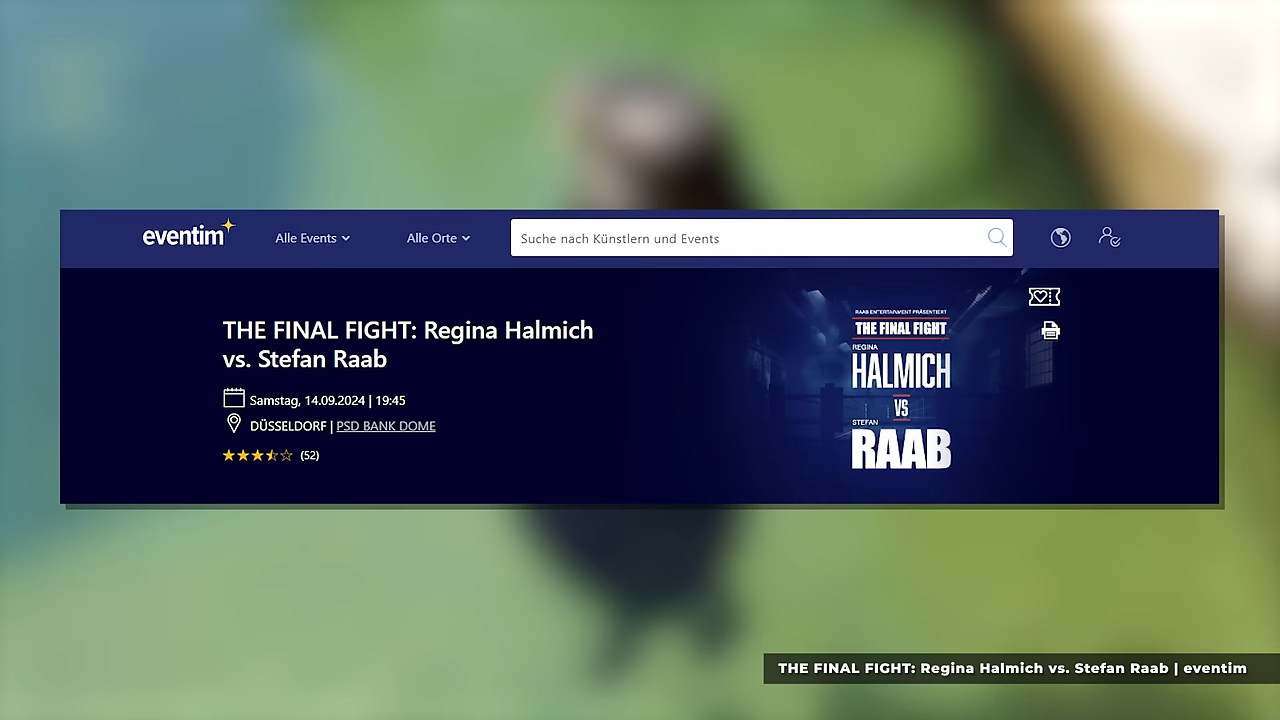 eventim
Alle Events
Alle Orte
Suche nach Künstlern und Events
THE FINAL FIGHT: Regina Halmich
vs. Stefan Raab
Samstag, 14.09.2024 | 19:45
DÜSSELDORF | PSD BANK DOME
(52)
RAAB ENTERTAINMENT PRÄSENTIERT
THE FINAL FIGHT
REGINA
HALMICH
VS
STEFAN
RAAB
THE FINAL FIGHT: Regina Halmich vs. Stefan Raab | eventim